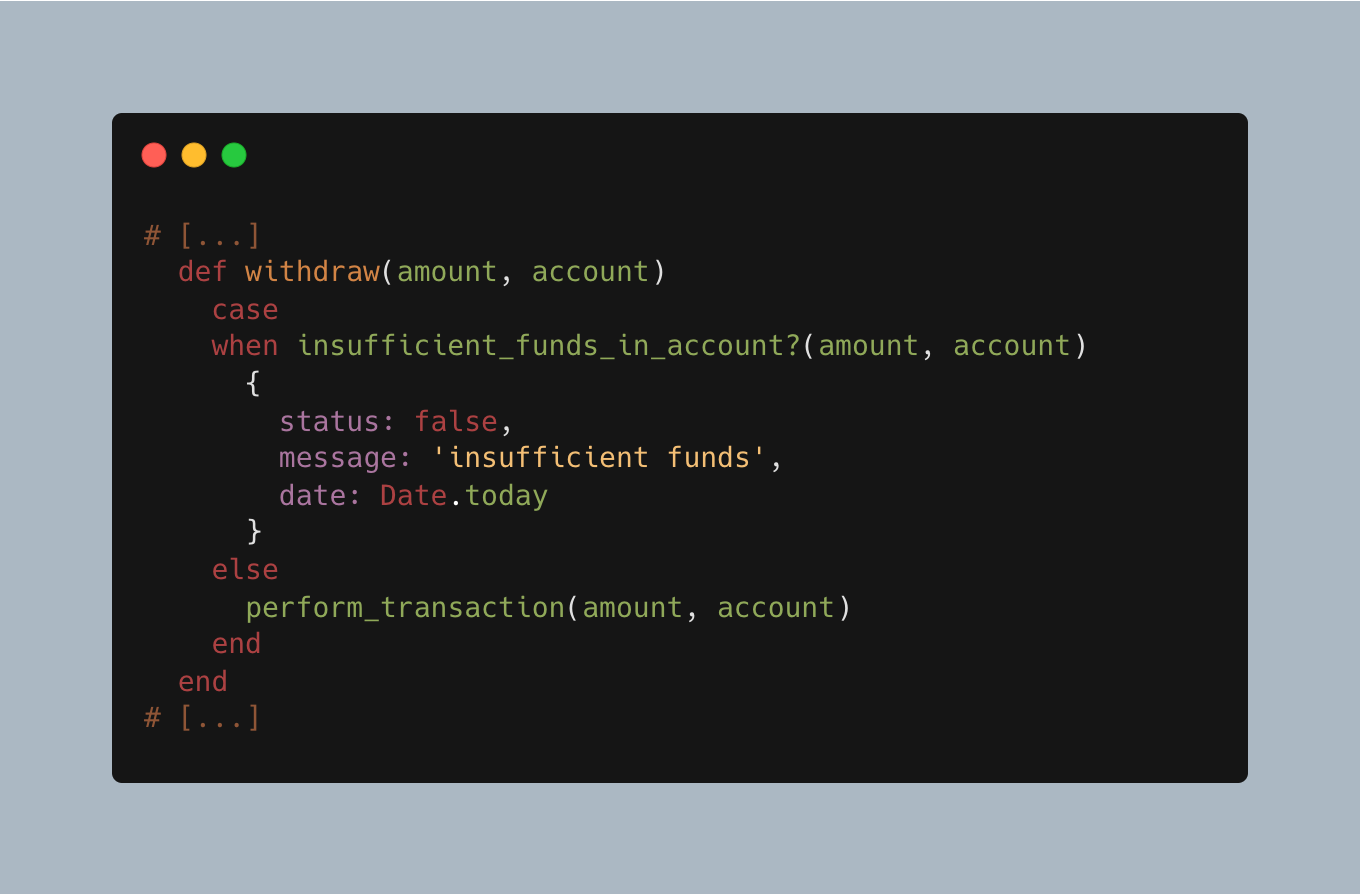 # [...]
  def withdraw(amount, account)
    case
    when insufficient_funds_in_account?(amount, account)
      {
        status: false,
        message: 'insufficient funds',
        date: Date.today
      }
    else
      perform_transaction(amount, account)
    end
  end
# [...]